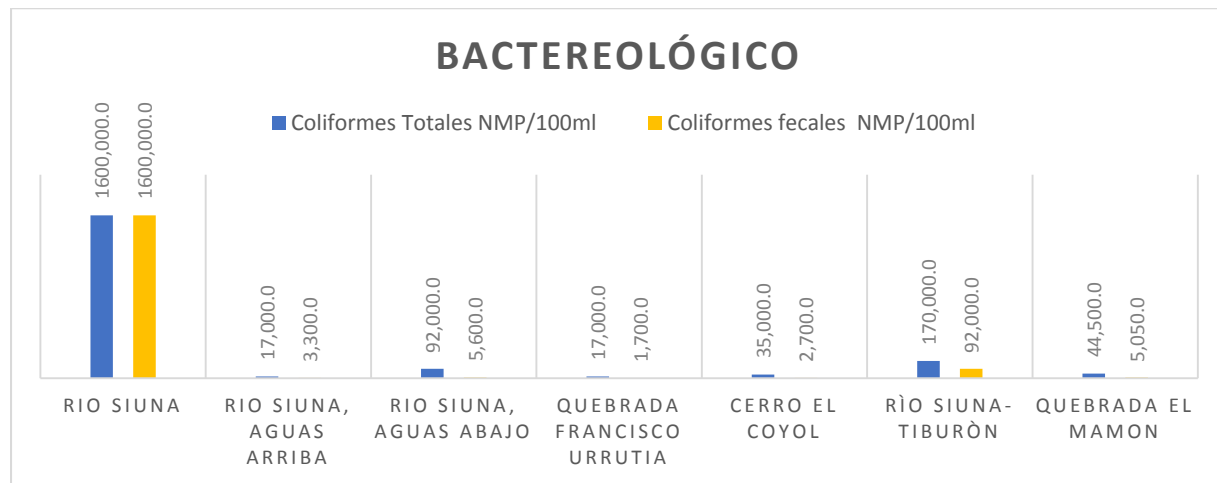 BACTEREOLÓGICO
Coliformes Totales NMP/100ml
Coliformes fecales NMP/100ml
1600,000.0
1600,000.0
17,000.0
3,300.0
92,000.0
5,600.0
17,000.0
1,700.0
35,000.0
2,700.0
170,000.0
92,000.0
44,500.0
5,050.0
RIO SIUNA
RIO SIUNA,
AGUAS
ARRIBA
RIO SIUNA,
AGUAS ABAJO
QUEBRADA
FRANCISCO
URRUTIA
CERRO EL
COYOL
RÌO SIUNA-
TIBURÒN
QUEBRADA EL
MAMON